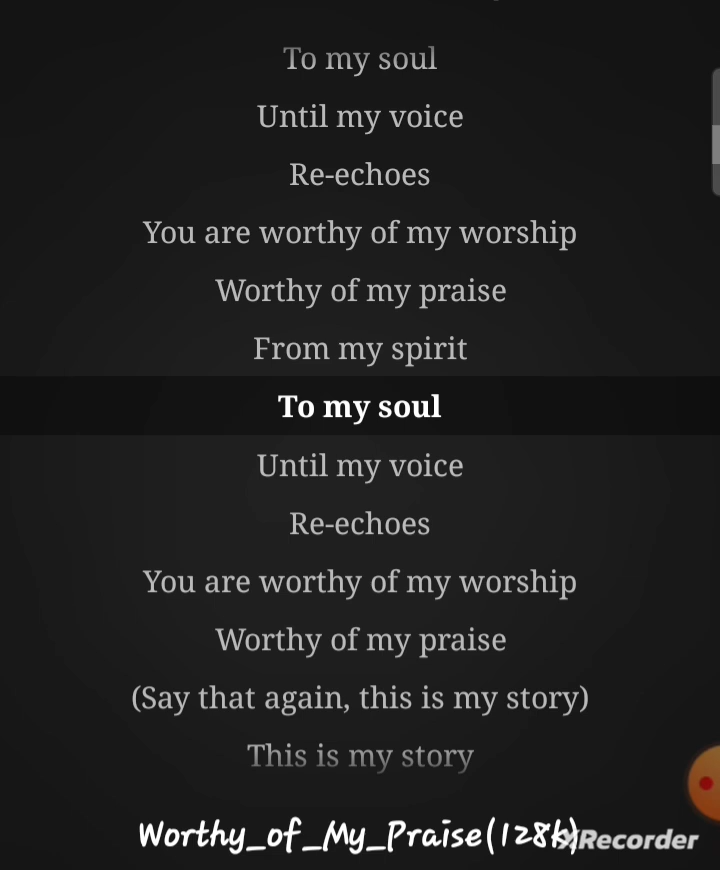 To my soul
Until my voice
Re-echoes
You are worthy of my worship
Worthy of my praise
From my spirit
To my soul
Until my voice
Re-echoes
You are worthy of my worship
Worthy of my praise
(Say that again, this is my story)
This is my story
Worthy_of_My_Praise(128k)
XRecorder